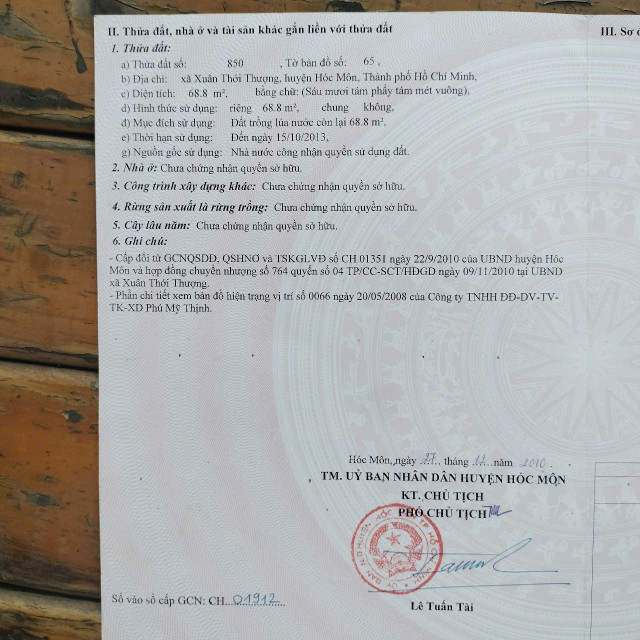 II. Thửa đất, nhà ở và tài sản khác gắn liền với thửa đất
III. Sơ đ
1. Thửa đất:
a) Thửa đất số: 850 , Tờ bản đồ số: 65 ,
b) Địa chỉ: xã Xuân Thới Thượng, huyện Hóc Môn, Thành phố Hồ Chí Minh,
c) Diện tích: 68.8 m², bằng chữ: (Sáu mươi tám phẩy tám mét vuông),
d) Hình thức sử dụng: riêng 68.8 m², chung không,
đ) Mục đích sử dụng: Đất trồng lúa nước còn lại 68.8 m²,
e) Thời hạn sử dụng: Đến ngày 15/10/2013,
g) Nguồn gốc sử dụng: Nhà nước công nhận quyền sử dụng đất.
2. Nhà ở: Chưa chứng nhận quyền sở hữu.
3. Công trình xây dựng khác: Chưa chứng nhận quyền sở hữu.
4. Rừng sản xuất là rừng trồng: Chưa chứng nhận quyền sở hữu.
5. Cây lâu năm: Chưa chứng nhận quyền sở hữu.
6. Ghi chú:
- Cấp đổi từ GCNQSDĐ, QSHNO và TSKGLVĐ số CH 01351 ngày 22/9/2010 của UBND huyện Hóc
Môn và hợp đồng chuyển nhượng số 764 quyển số 04 TP/CC-SCT/HĐGD ngày 09/11/2010 tại UBND
xã Xuân Thới Thượng.
- Phần chi tiết xem bản đồ hiện trạng vị trí số 0066 ngày 20/05/2008 của Công ty TNHH ĐĐ-DV-TV-
TK-XD Phú Mỹ Thịnh.
Hóc Môn, ngày 27 tháng 12 năm 2010
TM. UỶ BAN NHÂN DÂN HUYỆN HÓC MÔN
KT. CHỦ TỊCH
PHÓ CHỦ TỊCH
Số vào sổ cấp GCN: CH 01912
Lê Tuấn Tài